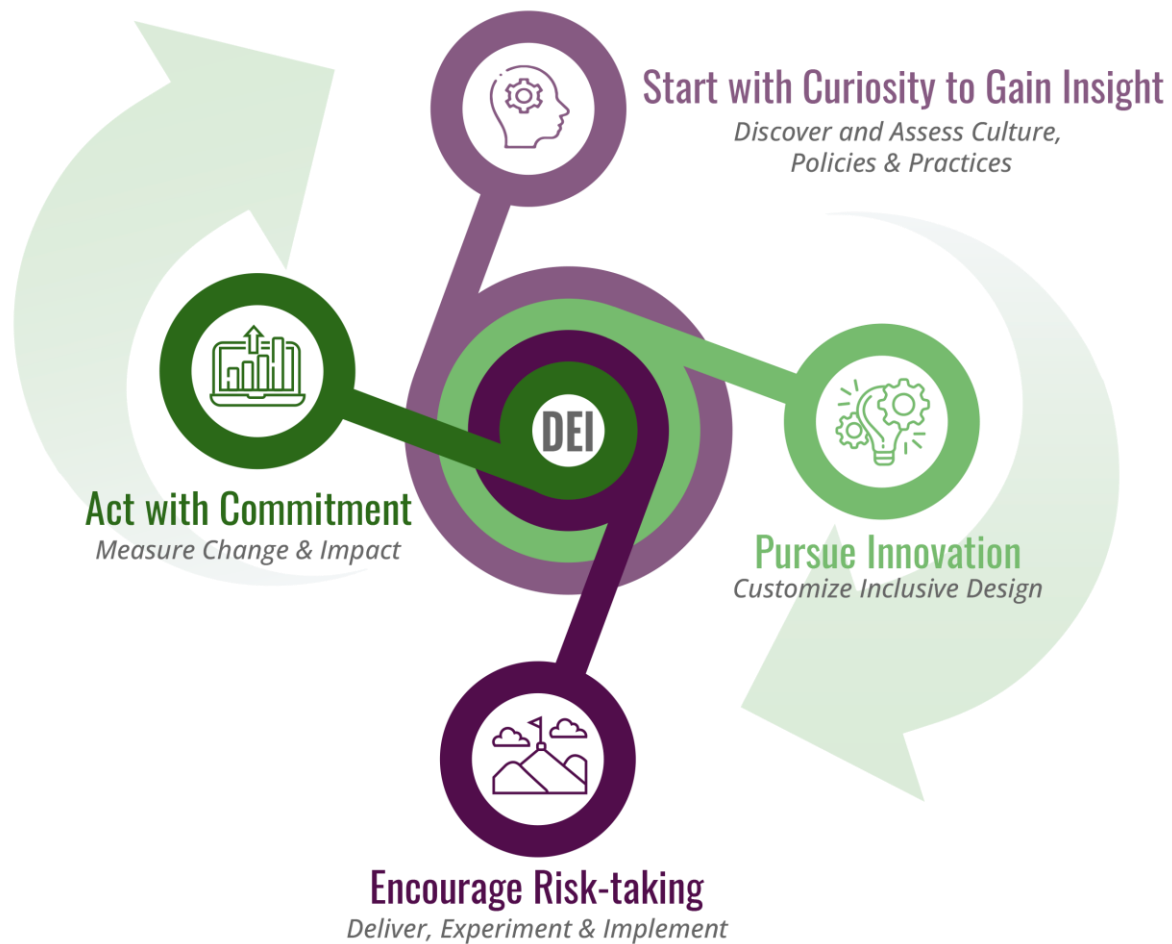 Start with Curiosity to Gain Insight
Discover and Assess Culture,
Policies & Practices
DEI
Act with Commitment
Measure Change & Impact
Pursue Innovation
Customize Inclusive Design
Encourage Risk-taking
Deliver, Experiment & Implement